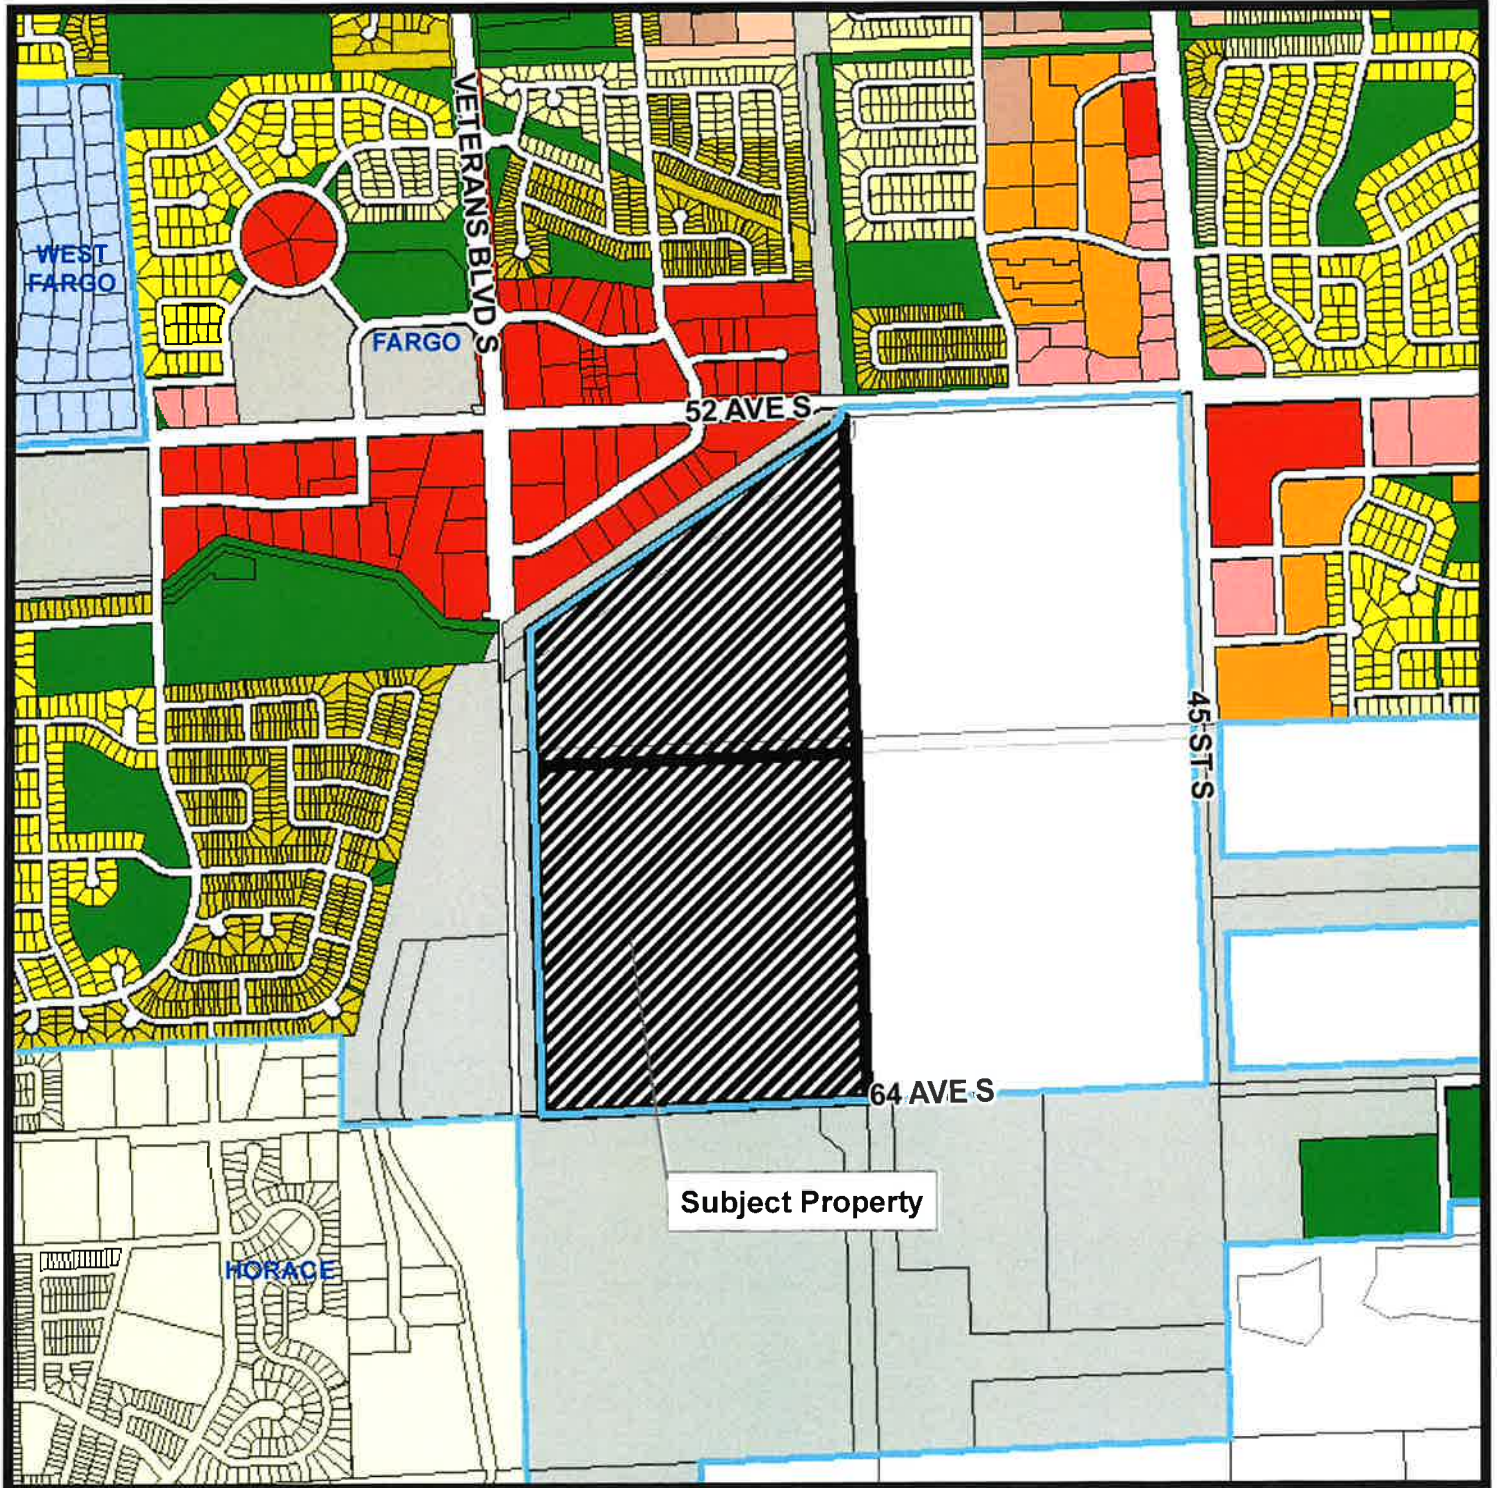 VETERANS BLVD S
WEST
FARGO
FARGO
52 AVE S
45 ST S
64 AVE S
Subject Property
HORACE